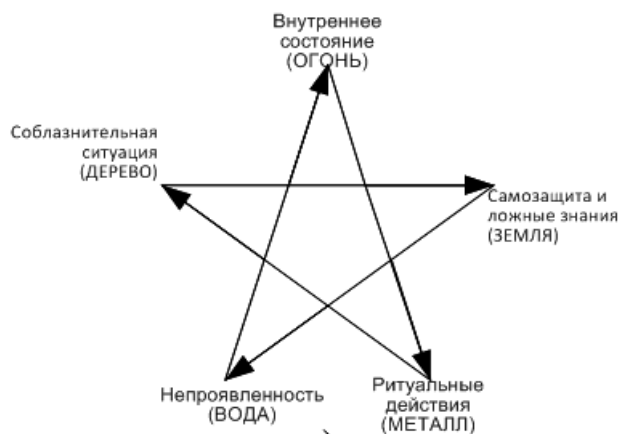 Внутреннее
состояние
(ОГОНЬ)
Соблазнительная
ситуация
(ДЕРЕВО)
Самозащита и
ложные знания
(ЗЕМЛЯ)
Непроявленность
(ВОДА)
Ритуальные
действия
(МЕТАЛЛ)
)